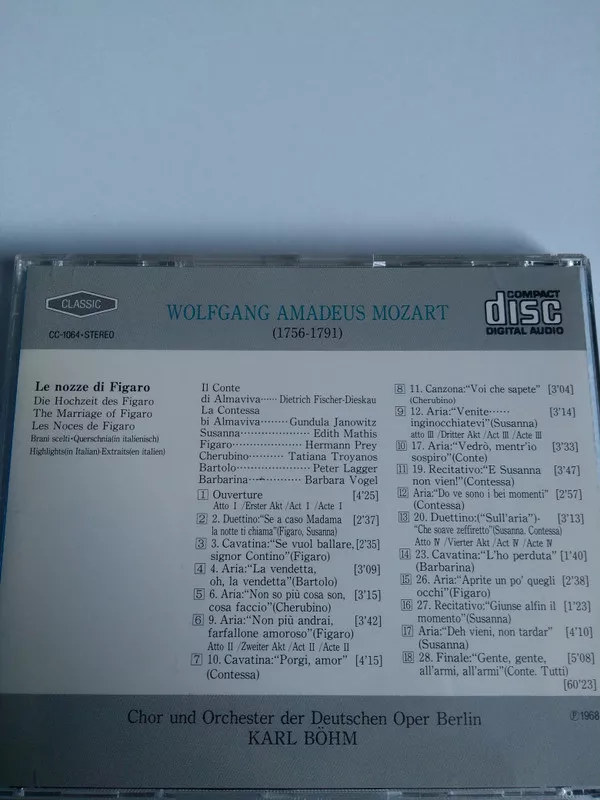 CLASSIC
CC-1064・STEREO
WOLFGANG AMADEUS MOZART
(1756-1791)
COMPACT
disc
DIGITAL AUDIO
Le nozze di Figaro
Die Hochzeit des Figaro
The Marriage of Figaro
Les Noces de Figaro
Brani scelti・Querschnia(in italienisch)
Highlights(in Italian)・Extraits(en italien)
Il Conte
di Almaviva······ Dietrich Fischer-Dieskau
La Contessa
bi Almaviva········ Gundula Janowitz
Susanna·················· Edith Mathis
Figaro··················· Hermann Prey
Cherubino········· Tatiana Troyanos
Bartolo·················· Peter Lagger
Barbarina················ Barbara Vogel
1 Ouverture [4'25]
Atto Ⅰ /Erster Akt /Act Ⅰ /Acte Ⅰ
2 2. Duettino:"Se a caso Madama [2'37]
la notte ti chiama"(Figaro, Susanna)
3 3. Cavatina:"Se vuol ballare, [2'35]
signor Contino"(Figaro)
4 4. Aria:"La vendetta, [3'09]
oh, la vendetta"(Bartolo)
5 6. Aria:"Non so più cosa son, [3'15]
cosa faccio"(Cherubino)
6 9. Aria:"Non più andrai, [3'42]
farfallone amoroso"(Figaro)
Atto Ⅱ /Zweiter Akt /Act Ⅱ /Acte Ⅱ
7 10. Cavatina:"Porgi, amor" [4'15]
(Contessa)
8 11. Canzona:"Voi che sapete" [3'04]
(Cherubino)
9 12. Aria:"Venite······ [3'14]
inginocchiatevi"(Susanna)
atto Ⅲ /Dritter Akt /Act Ⅲ /Acte Ⅲ
10 17. Aria:"Vedrò, mentr'io [3'33]
sospiro"(Conte)
11 19. Recitativo:"E Susanna [3'47]
non vien!"(Contessa)
12 Aria:"Do ve sono i bei momenti" [2'57]
(Contessa)
13 20. Duettino:("Sull'aria")- [3'13]
"Che soave zeffiretto"(Susanna. Contessa)
Atto Ⅳ /Vierter Akt /Act Ⅳ /Acte Ⅳ
14 23. Cavatina:"L'ho perduta" [1'40]
(Barbarina)
15 26. Aria:"Aprite un po' quegli [2'38]
occhi"(Figaro)
16 27. Recitativo:"Giunse alfin il [1'23]
momento"(Susanna)
17 Aria:"Deh vieni, non tardar" [4'10]
(Susanna)
18 28. Finale:"Gente, gente, [5'08]
all'armi, all'armi"(Conte. Tutti)
[60'23]
Chor und Orchester der Deutschen Oper Berlin
KARL BÖHM
Ⓟ1968